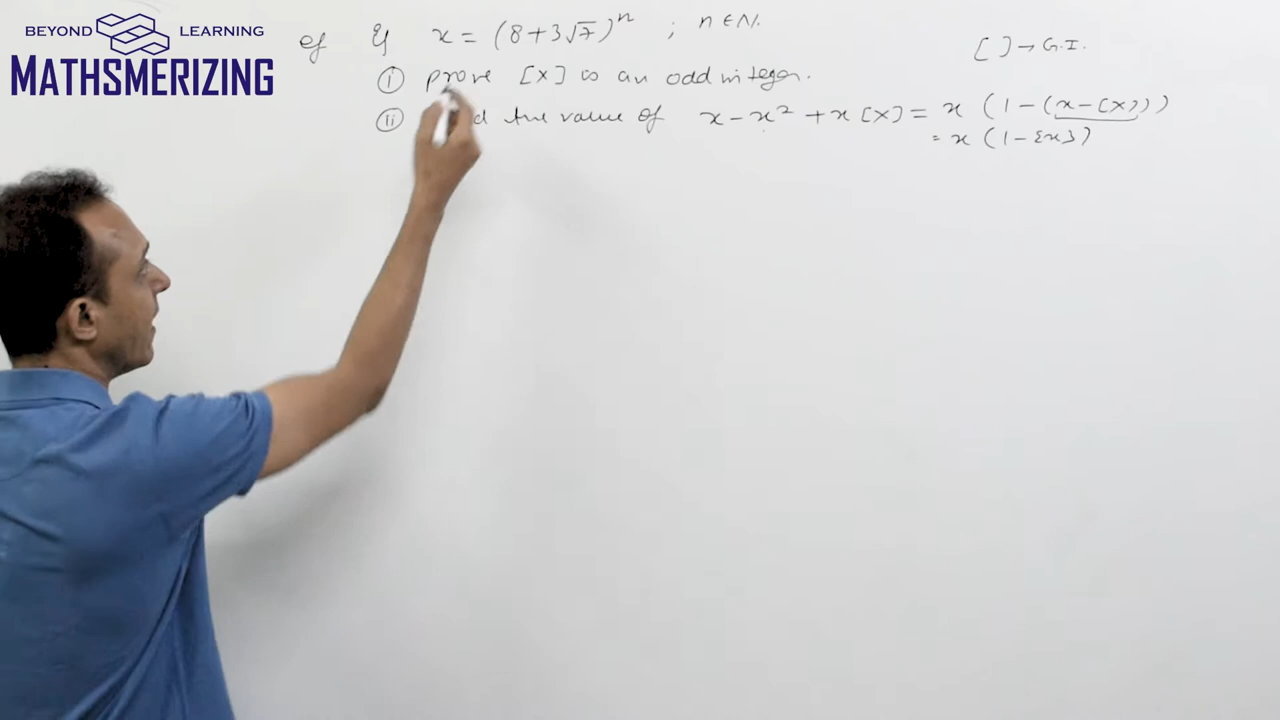 BEYOND LEARNING
MATHSMERIZING
eg If x = (8+3√7)^n ; n ∈ N.
[ ] → G.I.
(i) prove [x] is an odd integer.
(ii) the value of x - x² + x[x] = x (1 - (x - [x]))
= x (1 - {x})